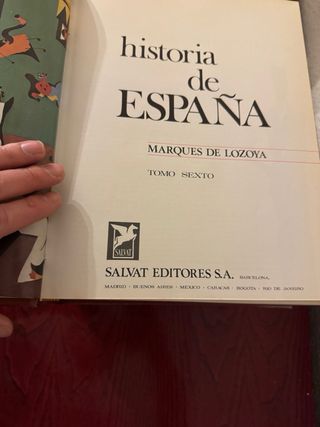 historia
de
ESPAÑA
MARQUES DE LOZOYA
TOMO SEXTO
SALVAT
SALVAT EDITORES S.A. BARCELONA,
MADRID - BUENOS AIRES - MEXICO - CARACAS - BOGOTA - RIO DE JANEIRO